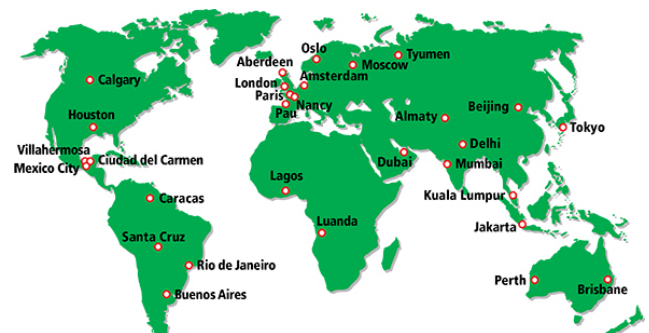 Oslo
Tyumen
Aberdeen
Moscow
Calgary
London
Amsterdam
Paris
Nancy
Beijing
Houston
Pau
Almaty
Tokyo
Villahermosa
Delhi
Ciudad del Carmen
Dubai
Mumbai
Mexico City
Lagos
Kuala Lumpur
Caracas
Luanda
Jakarta
Santa Cruz
Rio de Janeiro
Perth
Brisbane
Buenos Aires